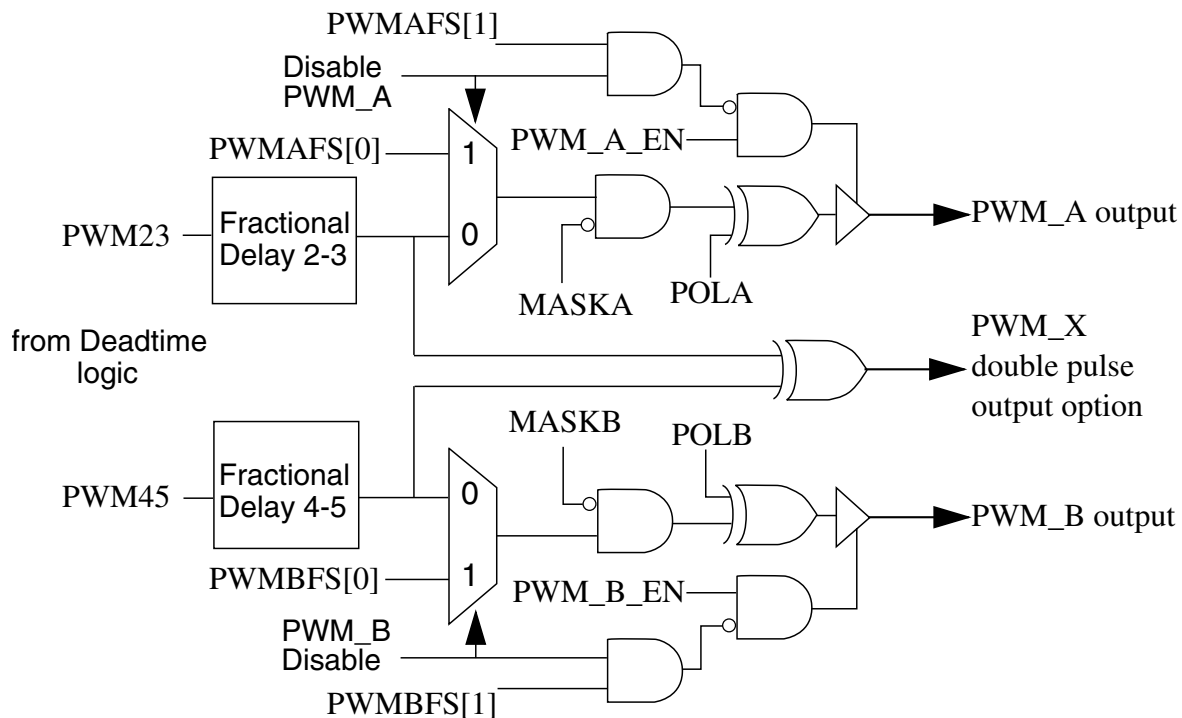 PWMAFS[1]
Disable
PWM_A
PWMAFS[0]
1
0
PWM_A_EN
PWM23
Fractional
Delay 2-3
MASKA
POLA
PWM_A output
from Deadtime
logic
PWM_X
double pulse
output option
MASKB
POLB
PWM45
Fractional
Delay 4-5
0
1
PWM_B output
PWMBFS[0]
PWM_B_EN
PWM_B
Disable
PWMBFS[1]